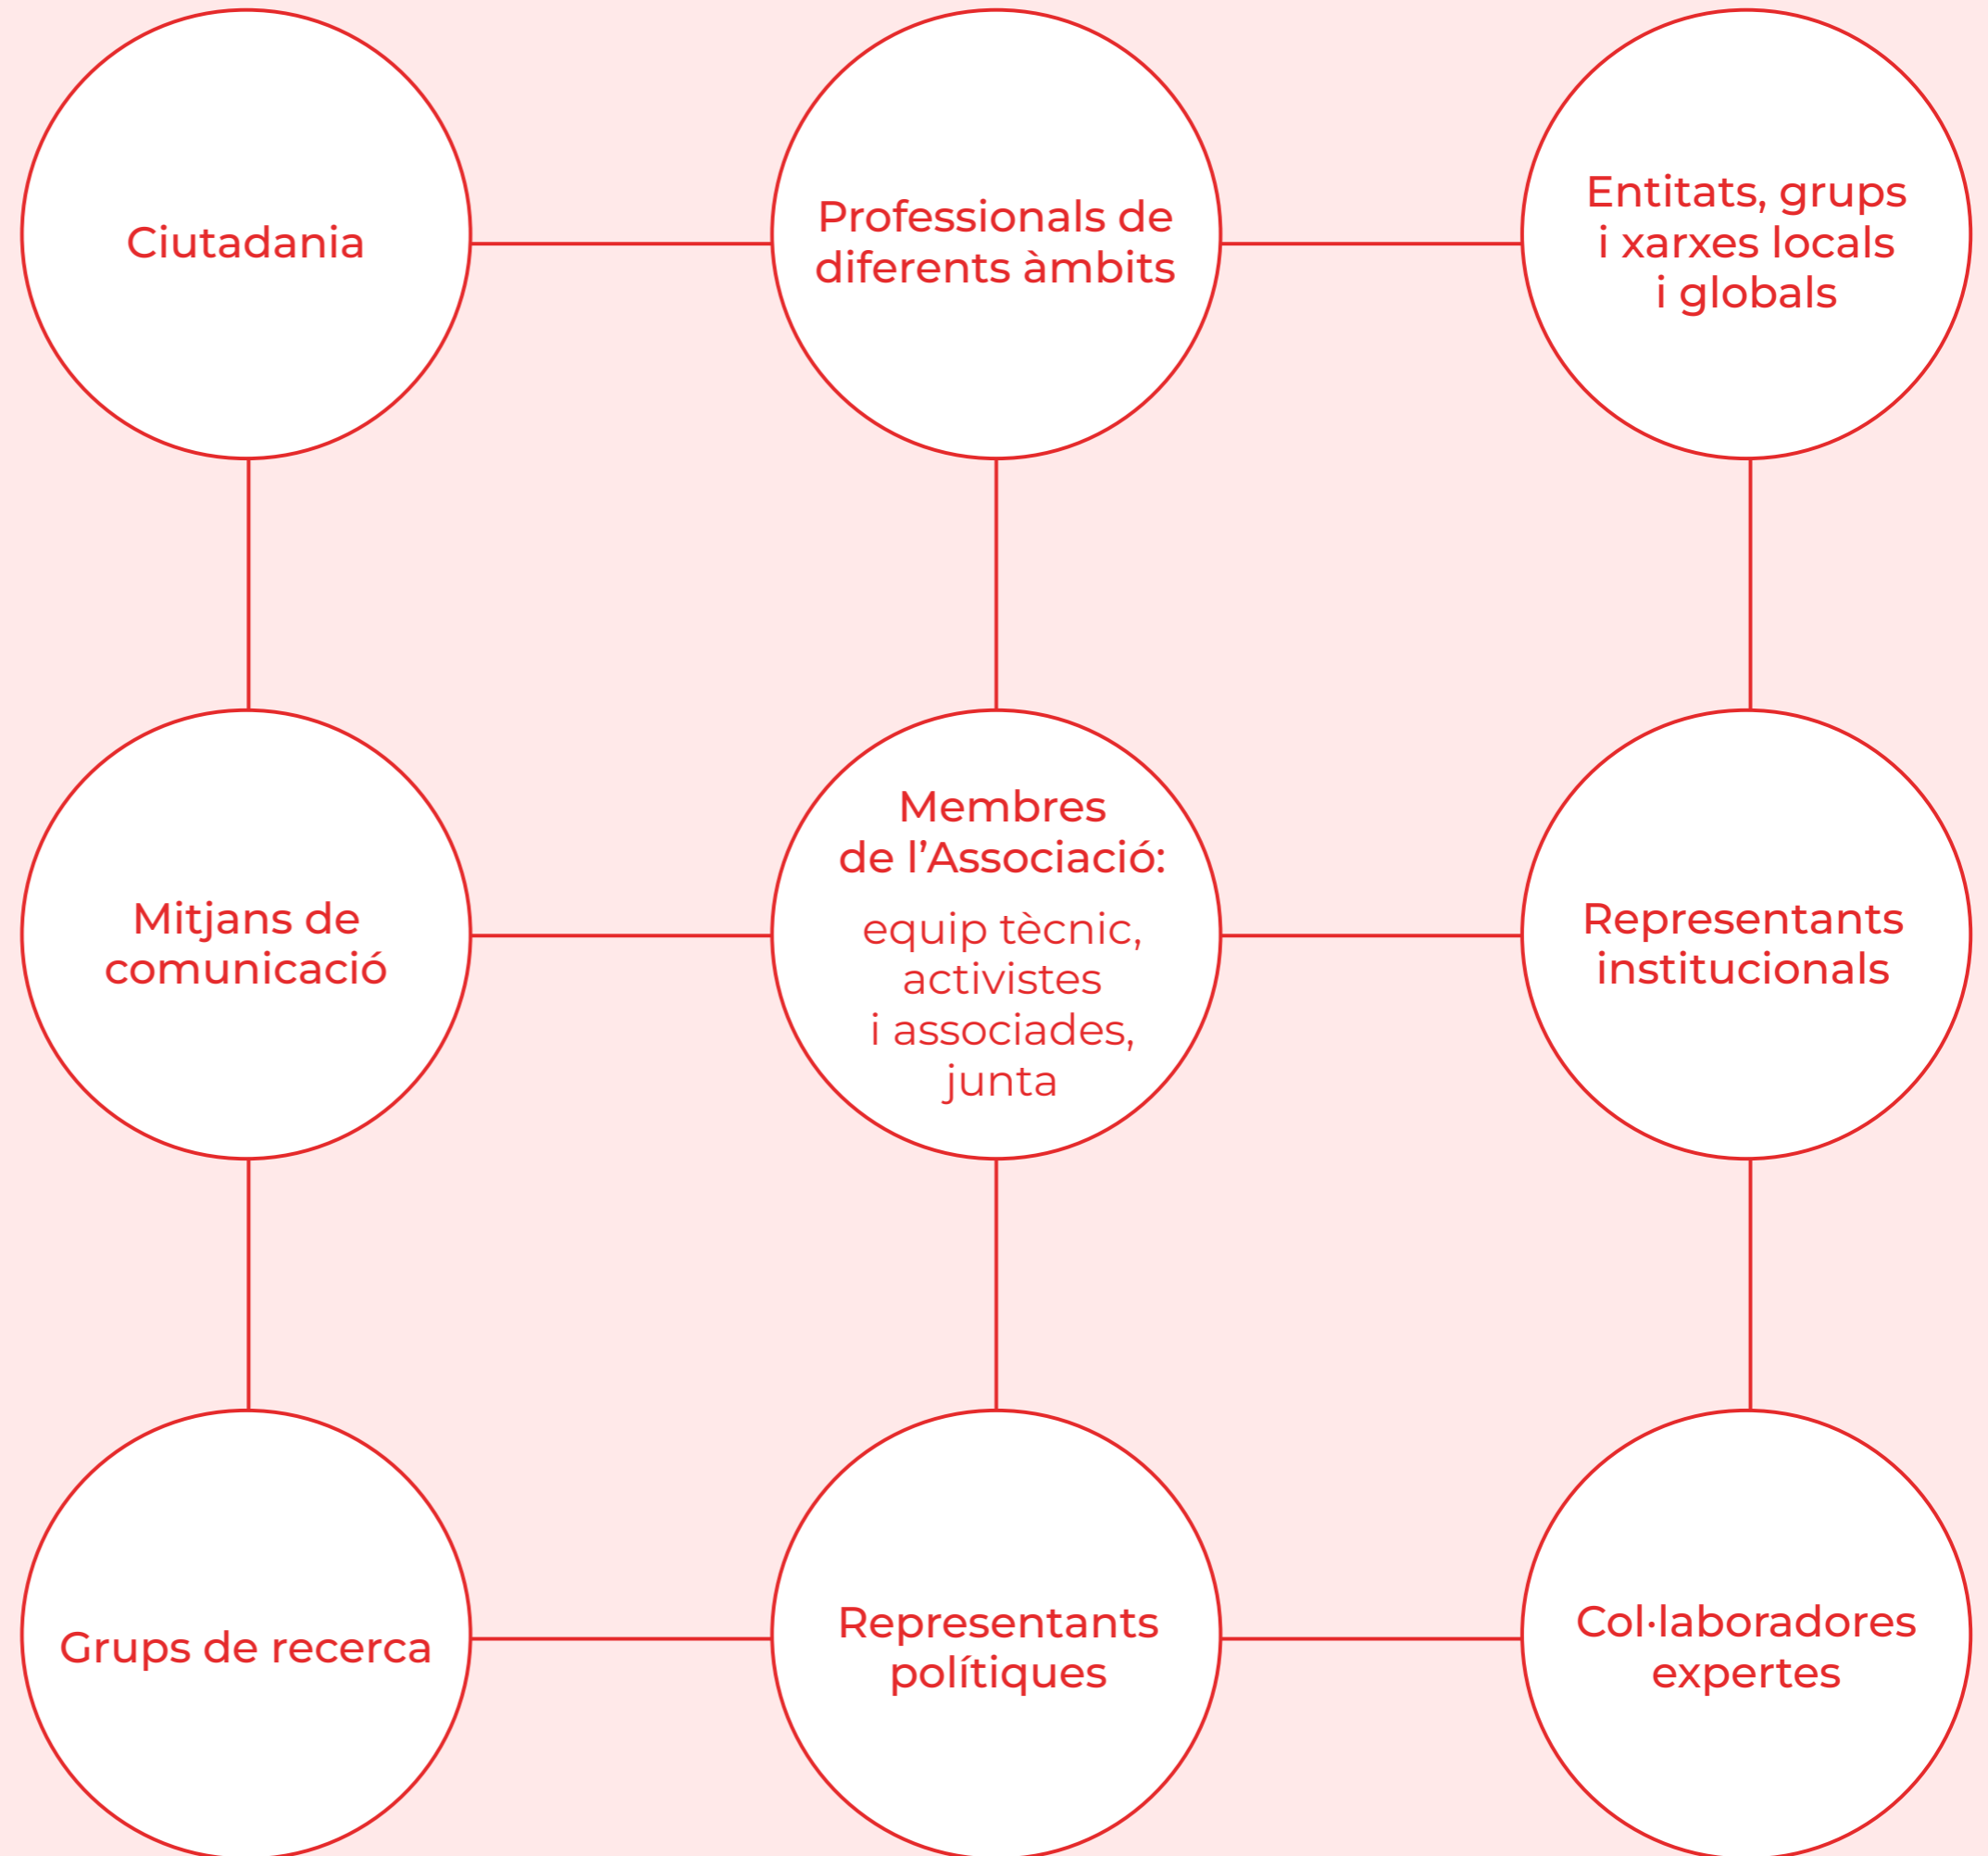 Ciutadania
Professionals de
diferents àmbits
Entitats, grups
i xarxes locals
i globals
Mitjans de
comunicació
Membres
de l’Associació:
equip tècnic,
activistes
i associades,
junta
Representants
institucionals
Grups de recerca
Representants
polítiques
Col·laboradores
expertes